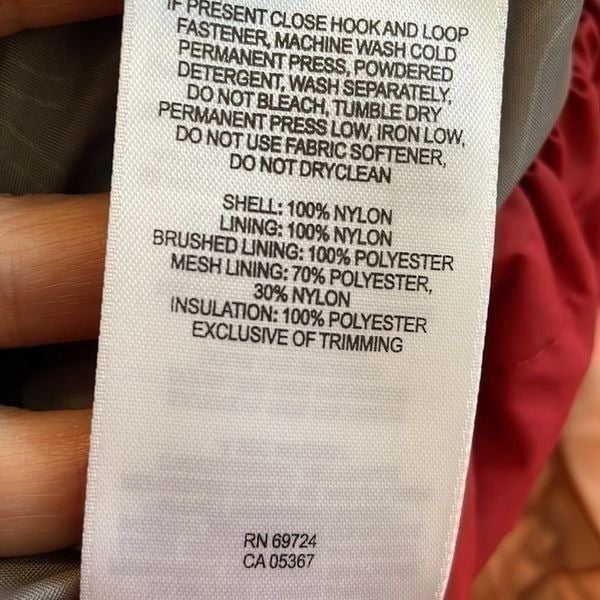 IF PRESENT CLOSE HOOK AND LOOP
FASTENER, MACHINE WASH COLD
PERMANENT PRESS, POWDERED
DETERGENT, WASH SEPARATELY,
DO NOT BLEACH, TUMBLE DRY
PERMANENT PRESS LOW, IRON LOW,
DO NOT USE FABRIC SOFTENER,
DO NOT DRYCLEAN
SHELL: 100% NYLON
LINING: 100% NYLON
BRUSHED LINING: 100% POLYESTER
MESH LINING: 70% POLYESTER,
30% NYLON
INSULATION: 100% POLYESTER
EXCLUSIVE OF TRIMMING
RN 69724
CA 05367